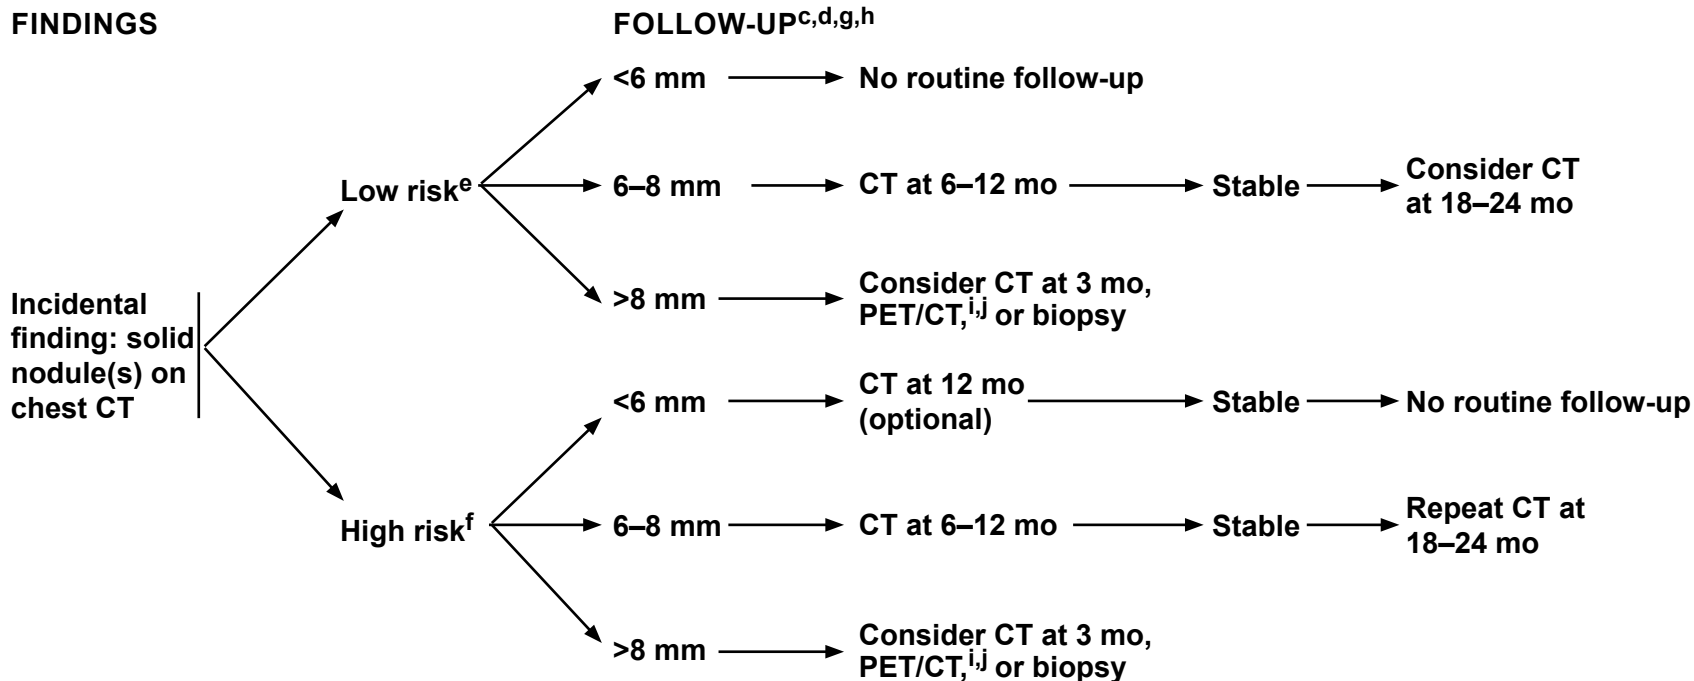 FINDINGS
FOLLOW-UPc,d,g,h
<6 mm
No routine follow-up
Low riske
6–8 mm
CT at 6–12 mo
Stable
Consider CT
at 18–24 mo
>8 mm
Consider CT at 3 mo,
PET/CT,i,j or biopsy
Incidental
finding: solid
nodule(s) on
chest CT
<6 mm
CT at 12 mo
(optional)
Stable
No routine follow-up
High riskf
6–8 mm
CT at 6–12 mo
Stable
Repeat CT at
18–24 mo
>8 mm
Consider CT at 3 mo,
PET/CT,i,j or biopsy